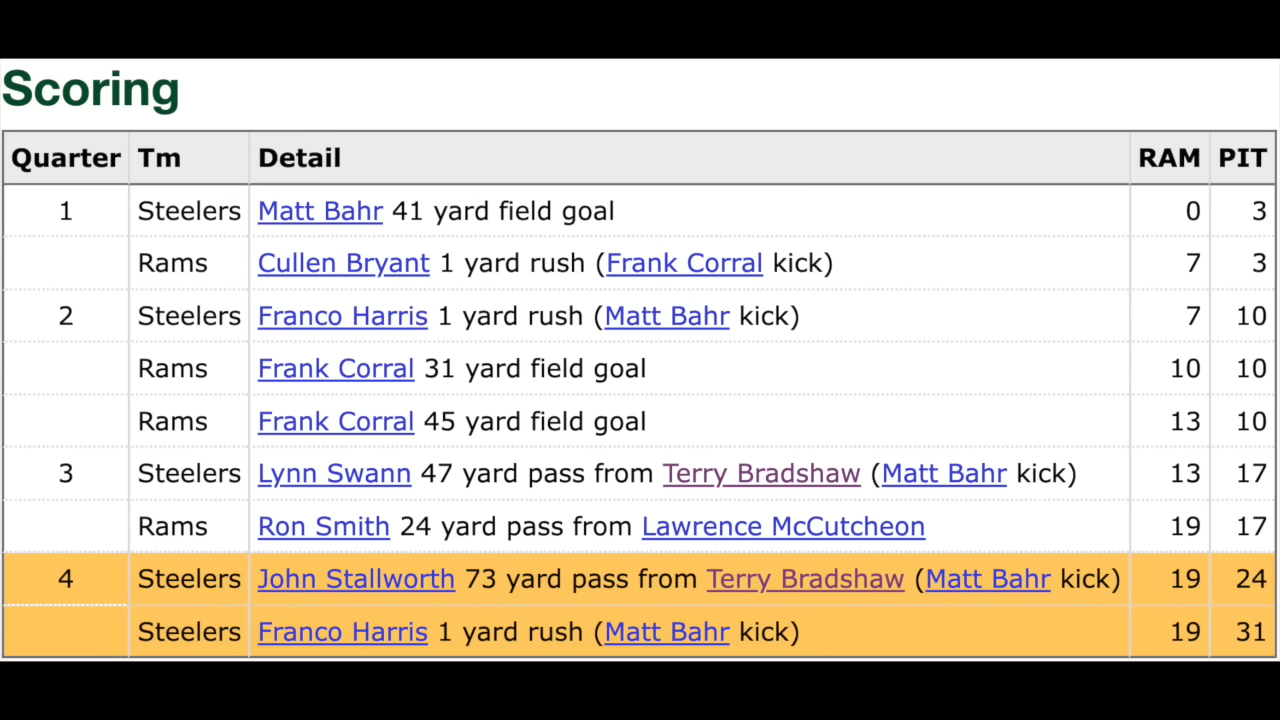 Scoring
Quarter Tm Detail RAM PIT
1 Steelers Matt Bahr 41 yard field goal 0 3
Rams Cullen Bryant 1 yard rush (Frank Corral kick) 7 3
2 Steelers Franco Harris 1 yard rush (Matt Bahr kick) 7 10
Rams Frank Corral 31 yard field goal 10 10
Rams Frank Corral 45 yard field goal 13 10
3 Steelers Lynn Swann 47 yard pass from Terry Bradshaw (Matt Bahr kick) 13 17
Rams Ron Smith 24 yard pass from Lawrence McCutcheon 19 17
4 Steelers John Stallworth 73 yard pass from Terry Bradshaw (Matt Bahr kick) 19 24
Steelers Franco Harris 1 yard rush (Matt Bahr kick) 19 31